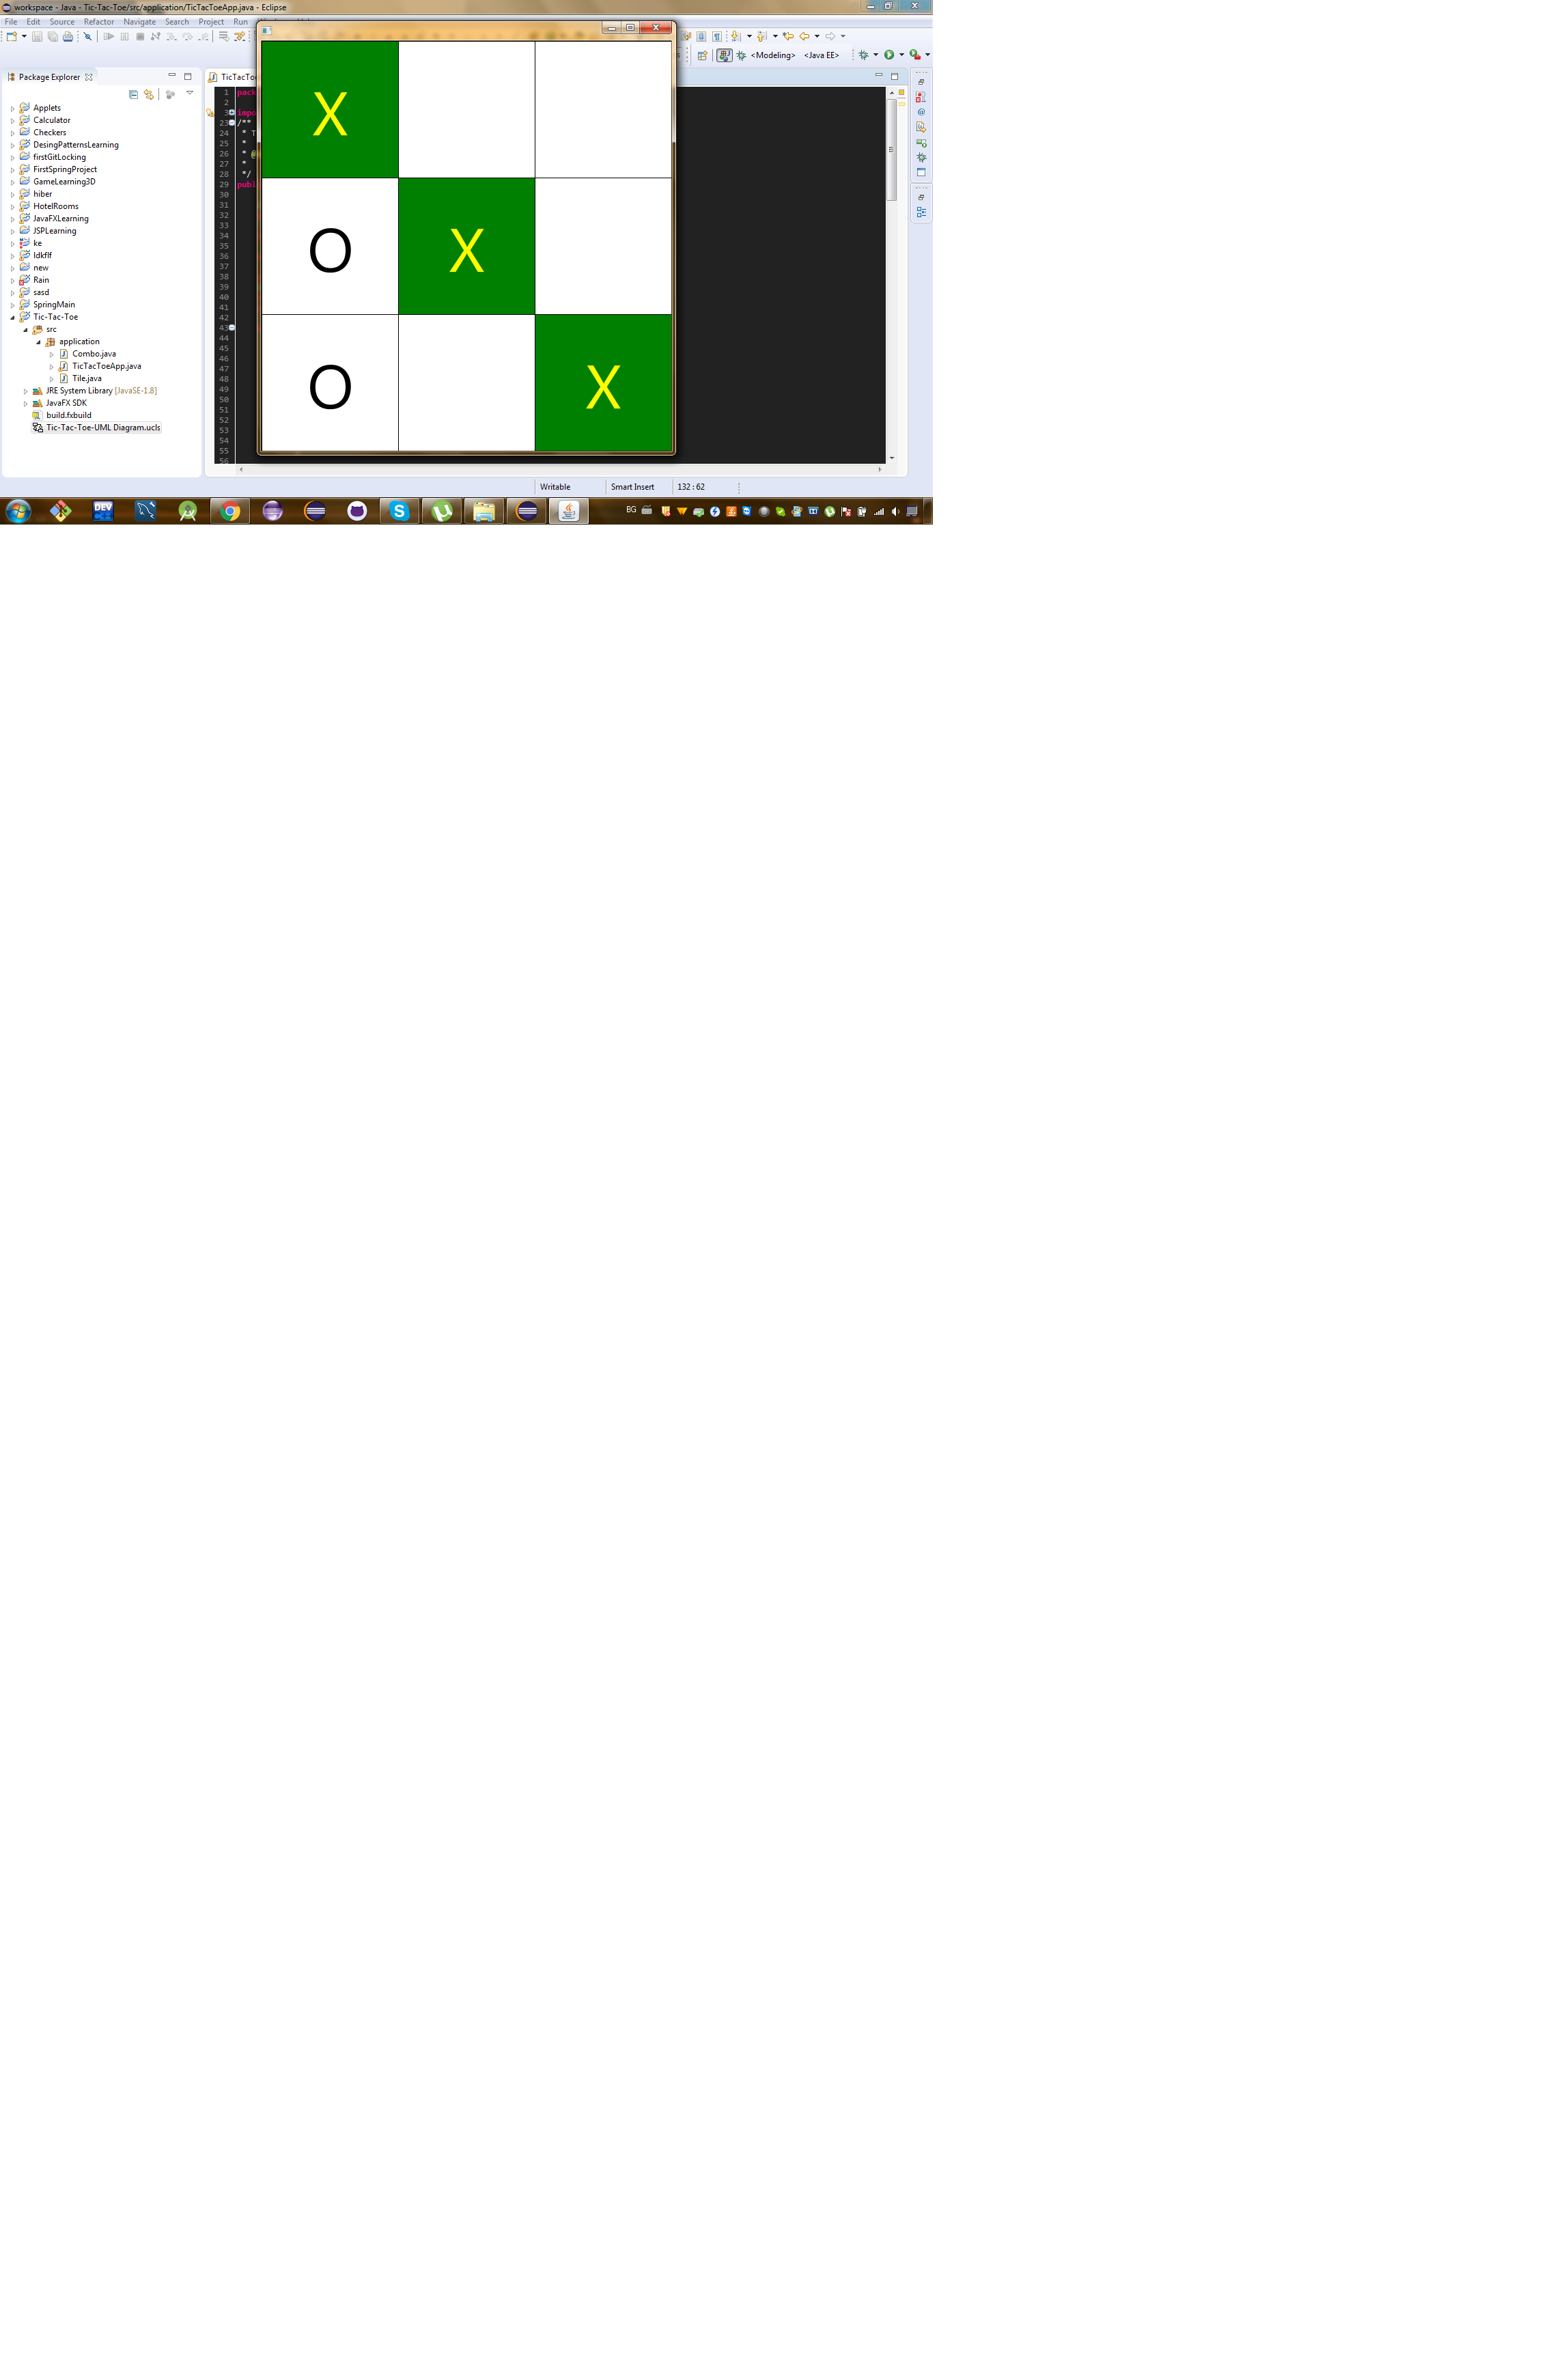 workspace - Java - Tic-Tac-Toe/src/application/TicTacToeApp.java - Eclipse
File Edit Source Refactor Navigate Search Project Run
<Modeling> <Java EE>
Package Explorer
Applets
Calculator
Checkers
DesingPatternsLearning
firstGitLocking
FirstSpringProject
GameLearning3D
hiber
HotelRooms
JavaFXLearning
JSPLearning
ke
ldkflf
new
Rain
sasd
SpringMain
Tic-Tac-Toe
src
application
Combo.java
TicTacToeApp.java
Tile.java
JRE System Library [JavaSE-1.8]
JavaFX SDK
build.fxbuild
Tic-Tac-Toe-UML Diagram.ucls
TicTacToe
1 pack
2
3 impo
23 /**
24 * T
25 *
26 * @
27 *
28 */
29 publ
30
31
32
33
34
35
36
37
38
39
40
41
42
43
44
45
46
47
48
49
50
51
52
53
54
55
56
X
O X
O X
Writable Smart Insert 132 : 62
DEV
BG